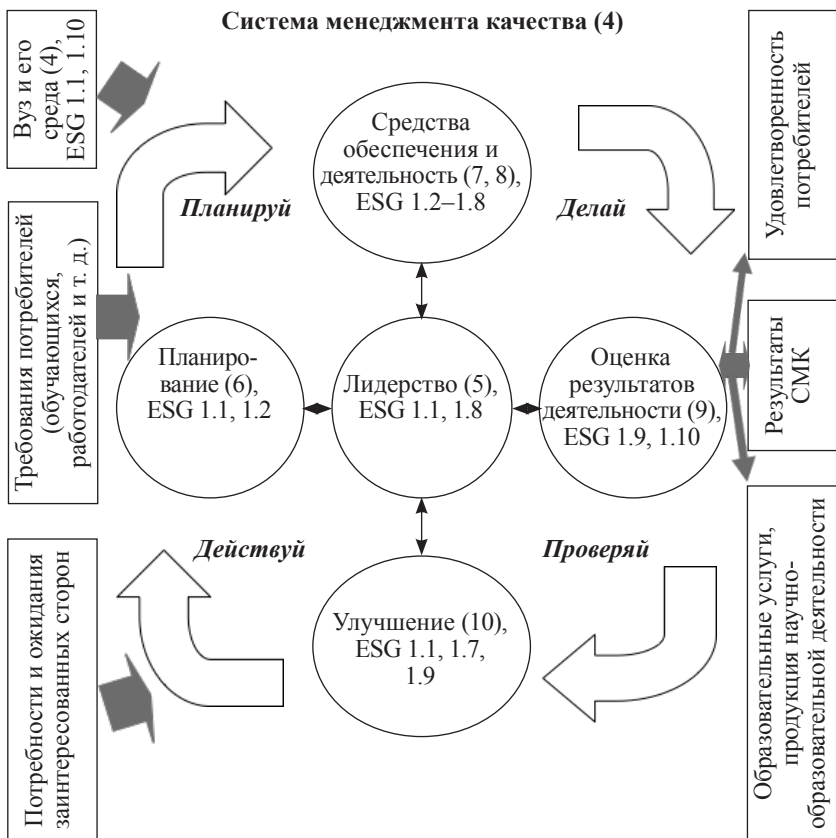 Система менеджмента качества (4)
Вуз и его
среда (4),
ESG 1.1, 1.10
Требования потребителей
(обучающихся,
работодателей и т. д.)
Потребности и ожидания
заинтересованных сторон
Планируй
Средства
обеспечения и
деятельность (7, 8),
ESG 1.2–1.8
Делай
Планиро-
вание (6),
ESG 1.1, 1.2
Лидерство (5),
ESG 1.1, 1.8
Оценка
результатов
деятельности (9),
ESG 1.9, 1.10
Действуй
Улучшение (10),
ESG 1.1, 1.7,
1.9
Проверяй
Удовлетворенность
потребителей
Результаты
СМК
Образовательные услуги,
продукция научно-
образовательной деятельности